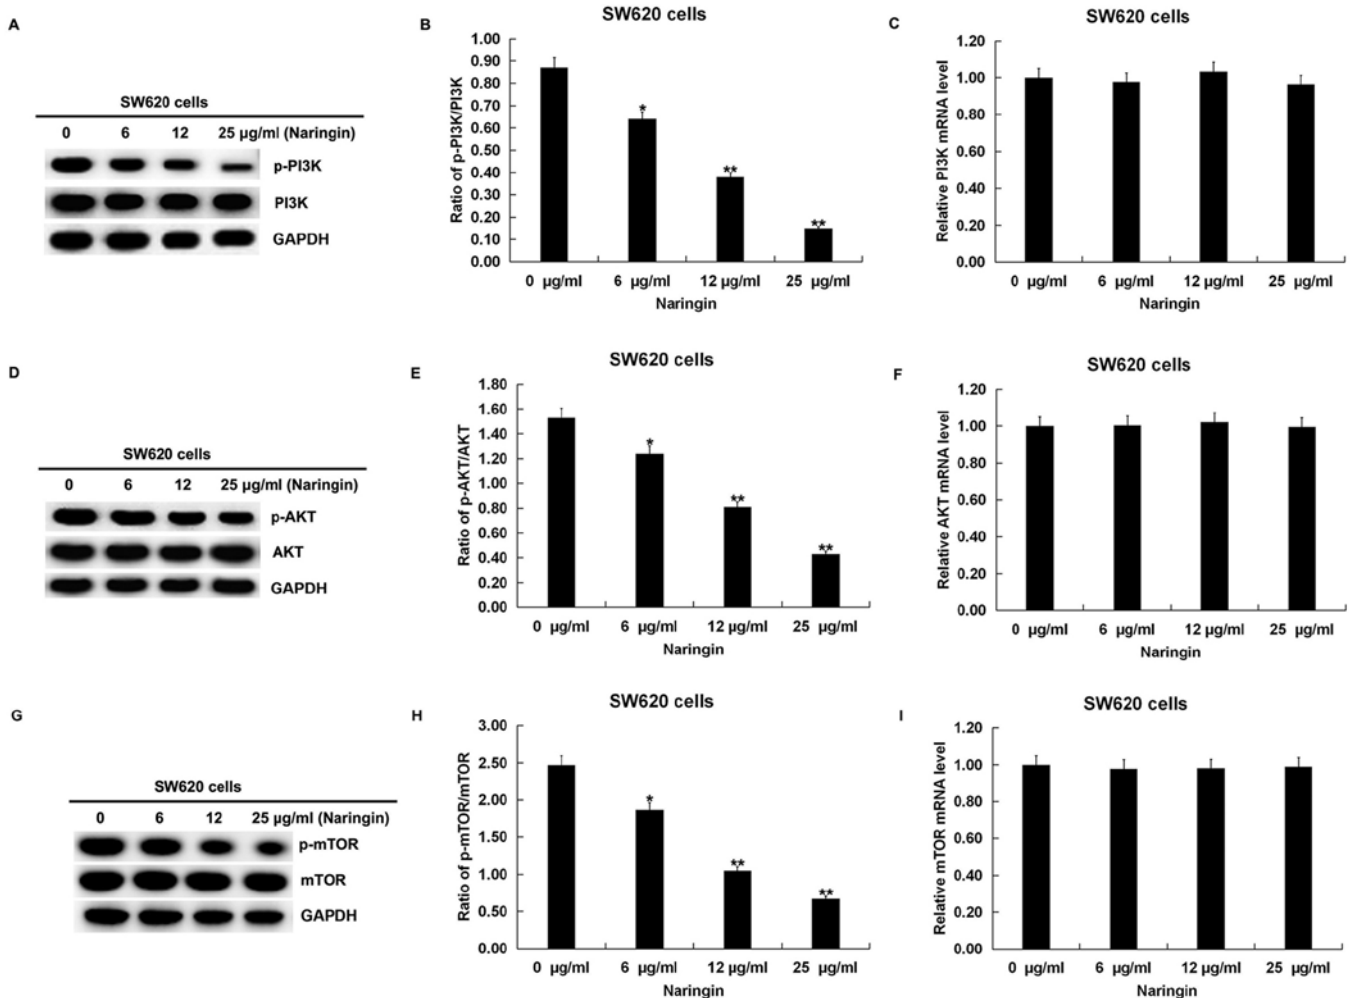 A
SW620 cells
0 6 12 25 µg/ml (Naringin)
p-PI3K
PI3K
GAPDH
B
SW620 cells
Ratio of p-PI3K/PI3K
1.00
0.90
0.80
0.70
0.60
0.50
0.40
0.30
0.20
0.10
0.00
*
**
**
0 µg/ml 6 µg/ml 12 µg/ml 25 µg/ml
Naringin
C
SW620 cells
Relative PI3K mRNA level
1.20
1.00
0.80
0.60
0.40
0.20
0.00
0 µg/ml 6 µg/ml 12 µg/ml 25 µg/ml
Naringin
D
SW620 cells
0 6 12 25 µg/ml (Naringin)
p-AKT
AKT
GAPDH
E
SW620 cells
Ratio of p-AKT/AKT
1.80
1.60
1.40
1.20
1.00
0.80
0.60
0.40
0.20
0.00
*
**
**
0 µg/ml 6 µg/ml 12 µg/ml 25 µg/ml
Naringin
F
SW620 cells
Relative AKT mRNA level
1.20
1.00
0.80
0.60
0.40
0.20
0.00
0 µg/ml 6 µg/ml 12 µg/ml 25 µg/ml
Naringin
G
SW620 cells
0 6 12 25 µg/ml (Naringin)
p-mTOR
mTOR
GAPDH
H
SW620 cells
Ratio of p-mTOR/mTOR
3.00
2.50
2.00
1.50
1.00
0.50
0.00
*
**
**
0 µg/ml 6 µg/ml 12 µg/ml 25 µg/ml
Naringin
I
SW620 cells
Relative mTOR mRNA level
1.20
1.00
0.80
0.60
0.40
0.20
0.00
0 µg/ml 6 µg/ml 12 µg/ml 25 µg/ml
Naringin